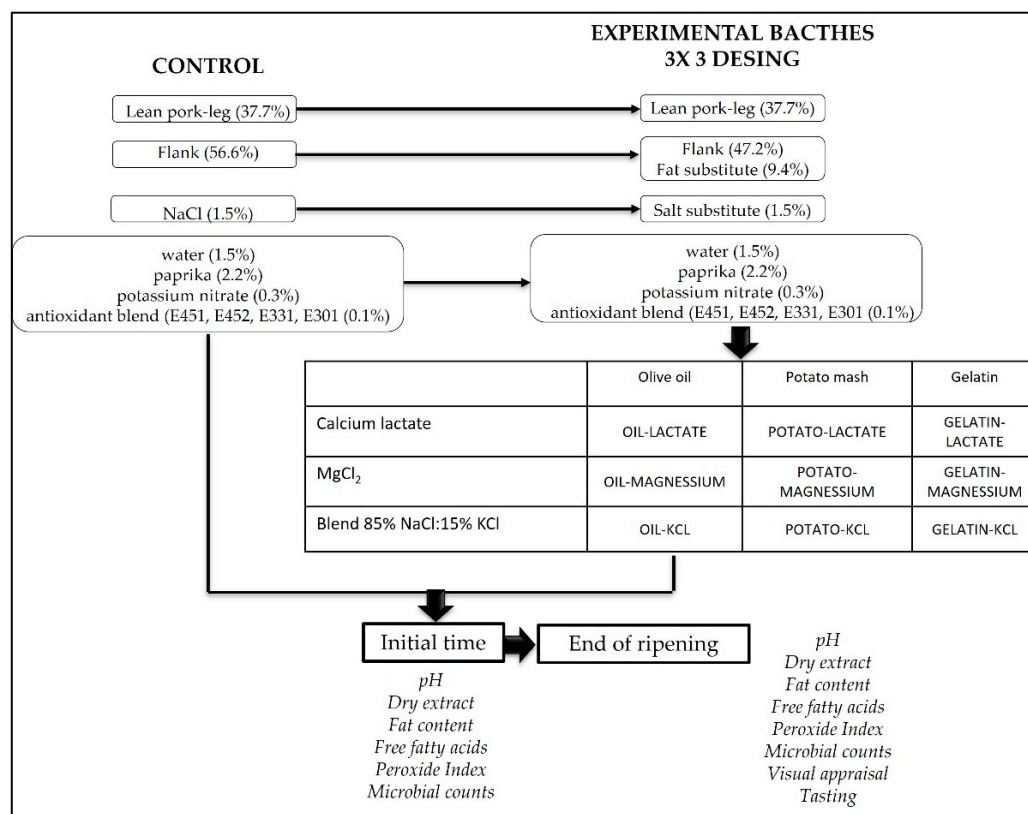 CONTROL
EXPERIMENTAL BACTHES
3X 3 DESING
Lean pork-leg (37.7%)
Lean pork-leg (37.7%)
Flank (56.6%)
Flank (47.2%)
Fat substitute (9.4%)
NaCl (1.5%)
Salt substitute (1.5%)
water (1.5%)
paprika (2.2%)
potassium nitrate (0.3%)
antioxidant blend (E451, E452, E331, E301 (0.1%)
water (1.5%)
paprika (2.2%)
potassium nitrate (0.3%)
antioxidant blend (E451, E452, E331, E301 (0.1%)
Olive oil Potato mash Gelatin
Calcium lactate OIL-LACTATE POTATO-LACTATE GELATIN-
LACTATE
MgCl₂ OIL-MAGNESSIUM POTATO-
MAGNESSIUM GELATIN-
MAGNESSIUM
Blend 85% NaCl:15% KCl OIL-KCL POTATO-KCL GELATIN-KCL
Initial time
End of ripening
pH
Dry extract
Fat content
Free fatty acids
Peroxide Index
Microbial counts
pH
Dry extract
Fat content
Free fatty acids
Peroxide Index
Microbial counts
Visual appraisal
Tasting